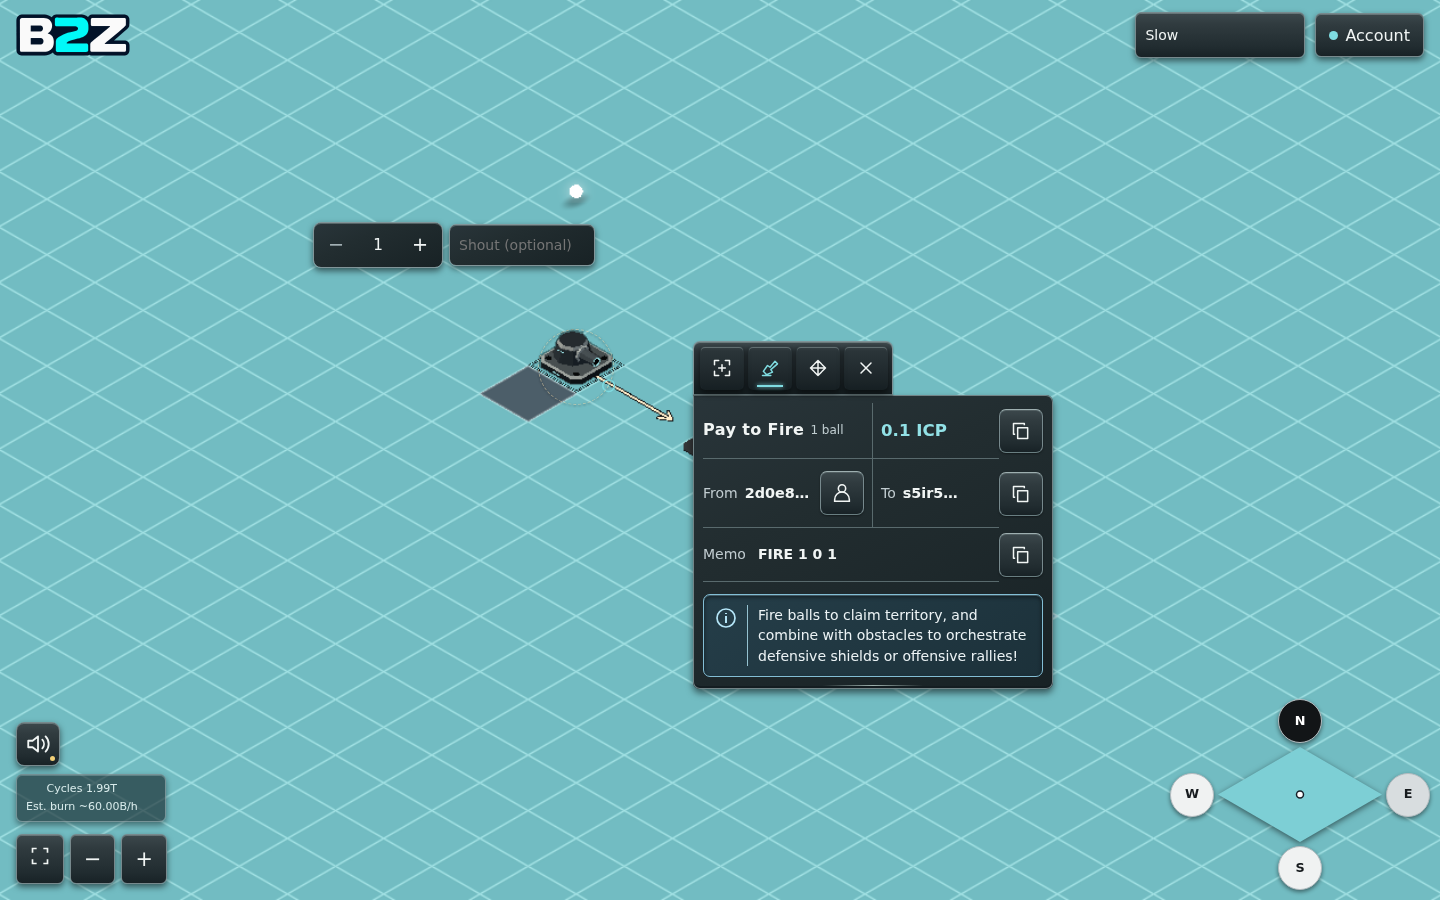 B2Z
Slow
Account
1
Shout (optional)
Pay to Fire 1 ball
0.1 ICP
From 2d0e8...
To s5ir5...
Memo FIRE 1 0 1
Fire balls to claim territory, and
combine with obstacles to orchestrate
defensive shields or offensive rallies!
Cycles 1.99T
Est. burn ~60.00B/h
N
W
E
S